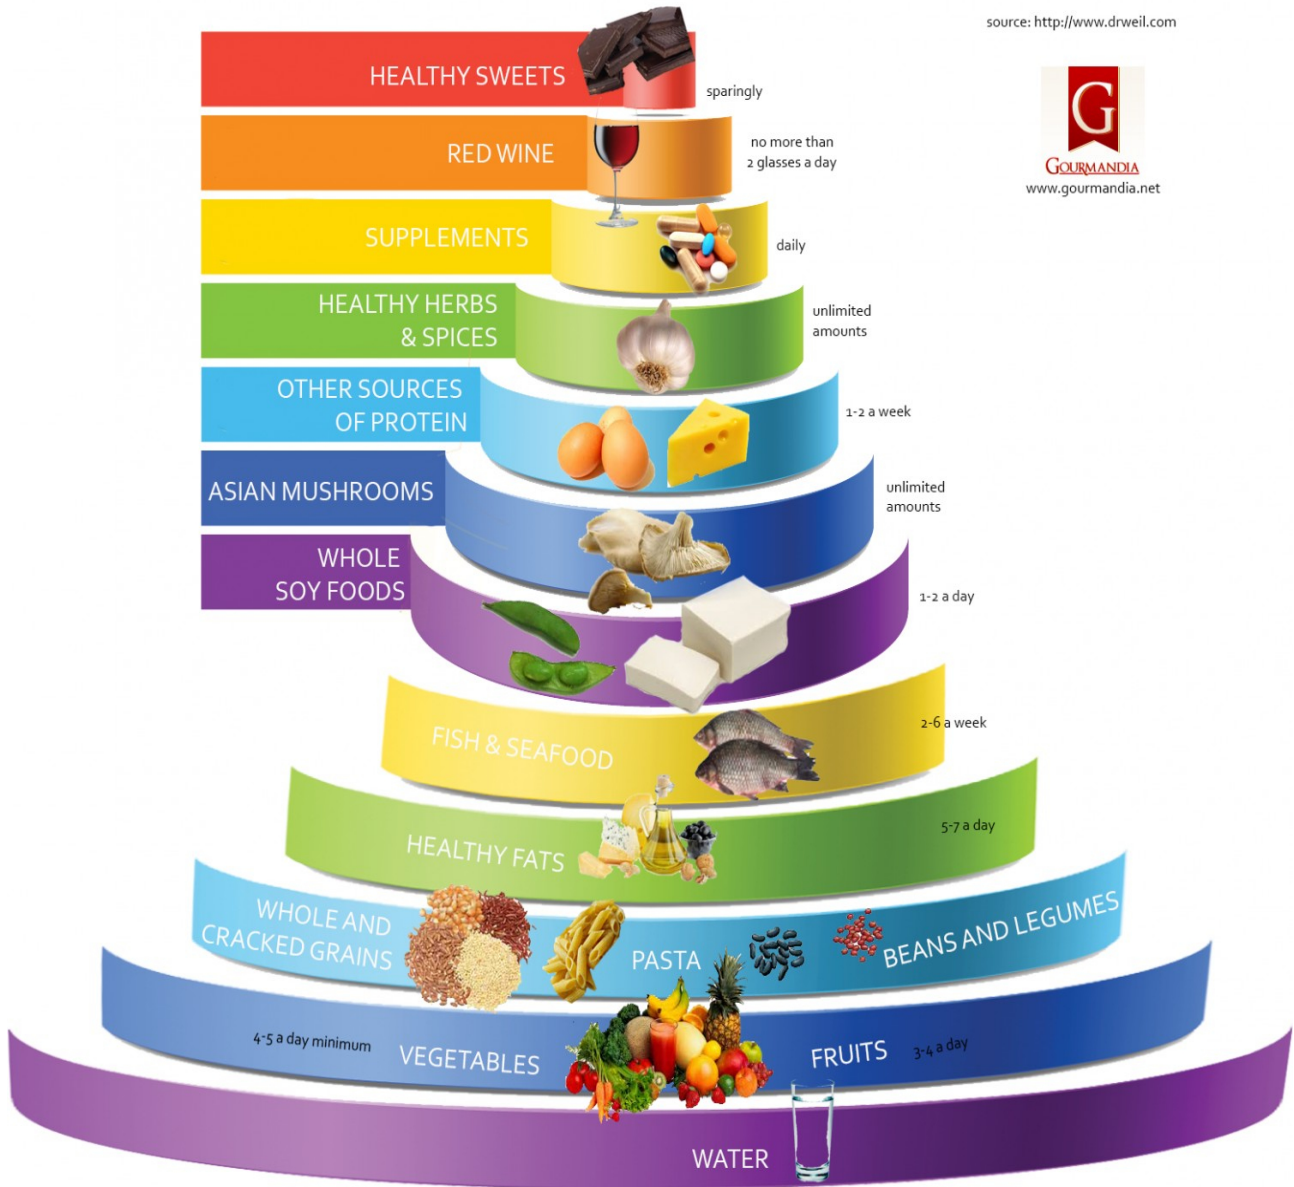 source: http://www.drweil.com
G
GOURMANDIA
www.gourmandia.net
HEALTHY SWEETS
sparingly
RED WINE
no more than
2 glasses a day
SUPPLEMENTS
daily
HEALTHY HERBS
& SPICES
unlimited
amounts
OTHER SOURCES
OF PROTEIN
1-2 a week
ASIAN MUSHROOMS
unlimited
amounts
WHOLE
SOY FOODS
1-2 a day
FISH & SEAFOOD
2-6 a week
HEALTHY FATS
5-7 a day
WHOLE AND
CRACKED GRAINS
PASTA
BEANS AND LEGUMES
4-5 a day minimum
VEGETABLES
FRUITS
3-4 a day
WATER